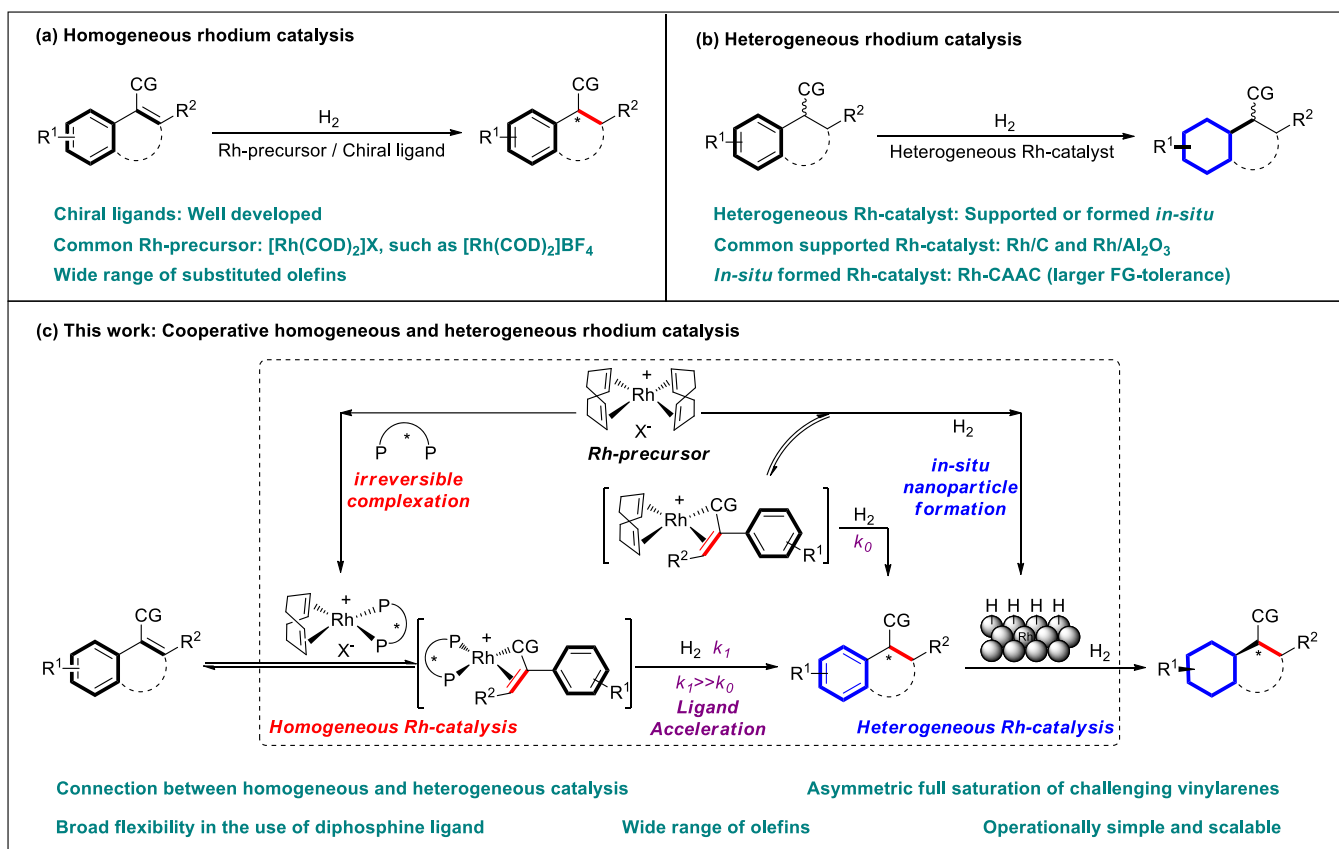 (a) Homogeneous rhodium catalysis
CG
R²
R¹
H₂
Rh-precursor / Chiral ligand
CG
R²
R¹
*
Chiral ligands: Well developed
Common Rh-precursor: [Rh(COD)₂]X, such as [Rh(COD)₂]BF₄
Wide range of substituted olefins
(b) Heterogeneous rhodium catalysis
CG
R²
R¹
H₂
Heterogeneous Rh-catalyst
CG
R²
R¹
Heterogeneous Rh-catalyst: Supported or formed in-situ
Common supported Rh-catalyst: Rh/C and Rh/Al₂O₃
In-situ formed Rh-catalyst: Rh-CAAC (larger FG-tolerance)
(c) This work: Cooperative homogeneous and heterogeneous rhodium catalysis
+
Rh
X⁻
Rh-precursor
P * P
irreversible
complexation
H₂
in-situ
nanoparticle
formation
+
Rh
CG
R²
R¹
H₂
k₀
CG
R²
R¹
+
Rh
P
P
*
X⁻
+
P
P
*
Rh
CG
R²
R¹
H₂ k₁
k₁>>k₀
Ligand
Acceleration
CG
R²
R¹
*
H H H H
Rh
H₂
CG
R²
R¹
*
Homogeneous Rh-catalysis
Heterogeneous Rh-catalysis
Connection between homogeneous and heterogeneous catalysis
Asymmetric full saturation of challenging vinylarenes
Broad flexibility in the use of diphosphine ligand
Wide range of olefins
Operationally simple and scalable